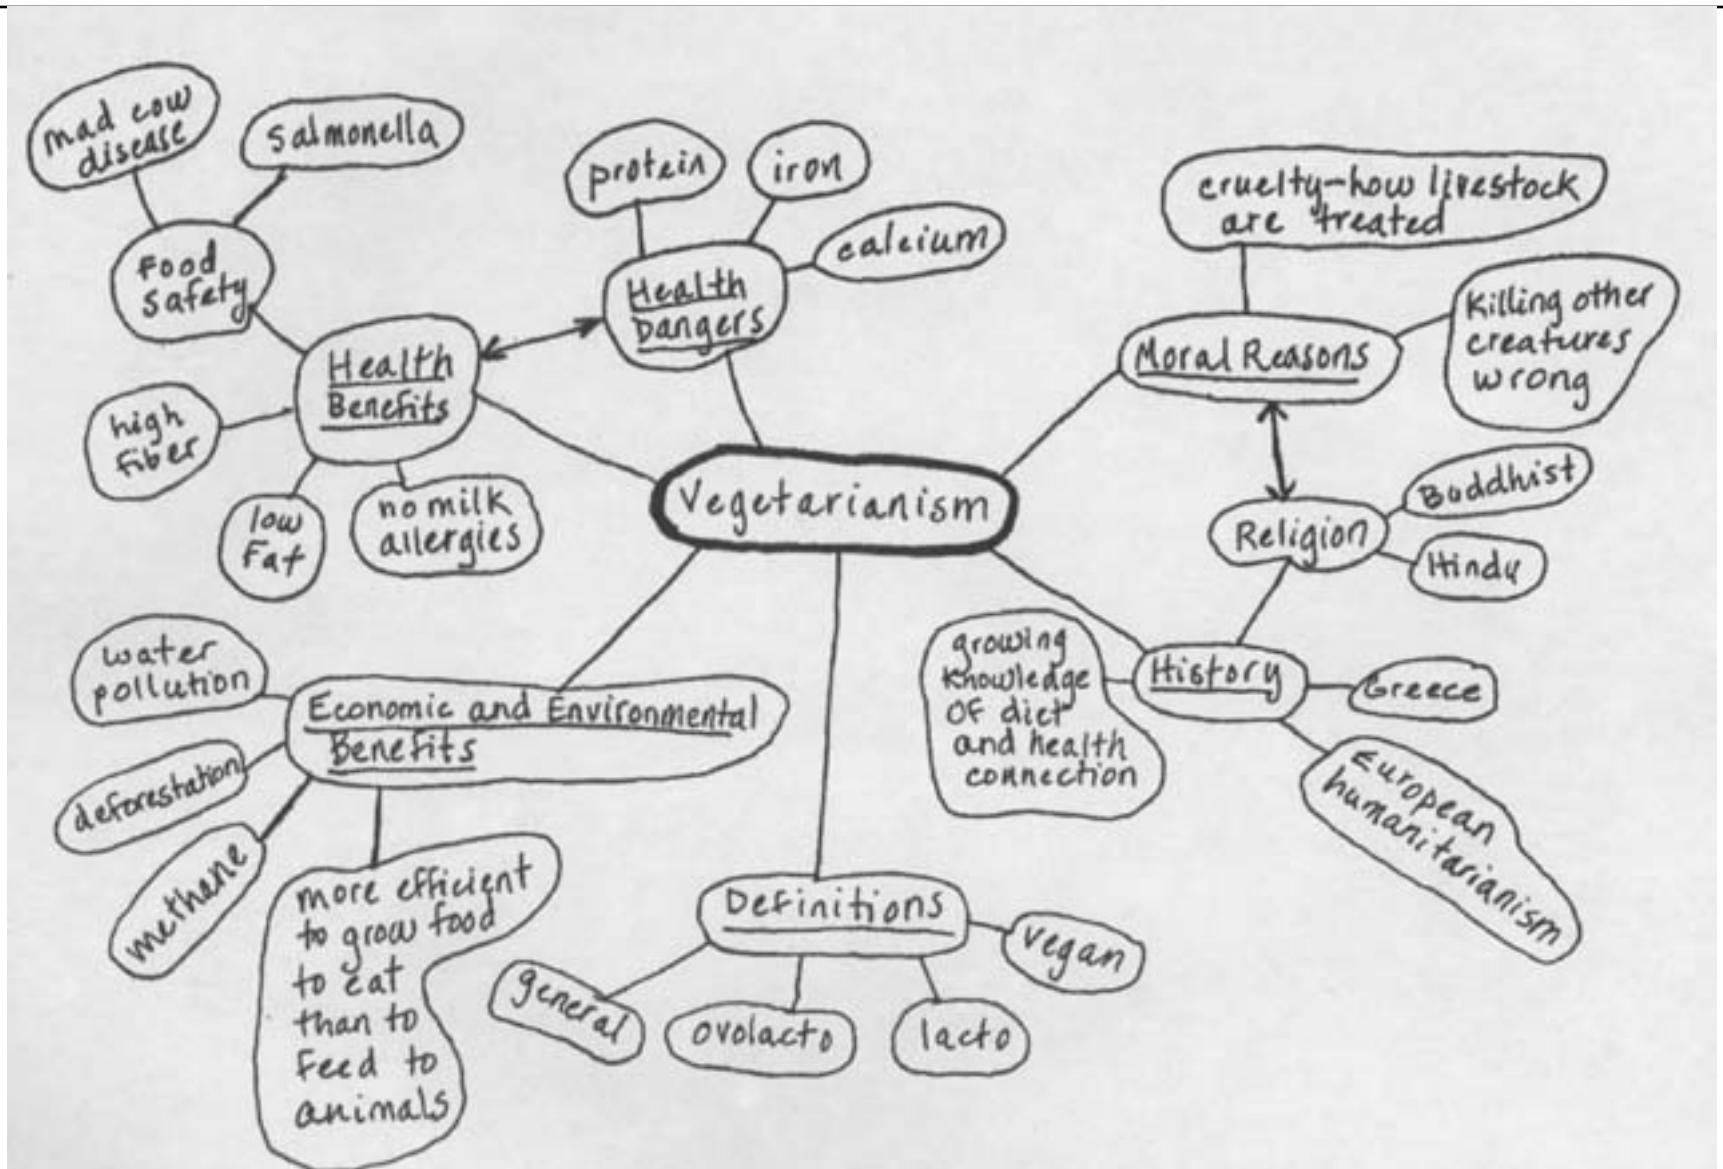 mad cow
disease
salmonella
Food
safety
Health
Benefits
high
fiber
low
Fat
no milk
allergies
protein
iron
calcium
Health
Dangers
cruelty-how livestock
are treated
Killing other
creatures
wrong
Moral Reasons
Vegetarianism
Religion
Buddhist
Hindu
History
growing
knowledge
OF diet
and health
connection
Greece
European
humanitarianism
water
pollution
Economic and Environmental
Benefits
deforestation
methane
more efficient
to grow food
to eat
than to
Feed to
animals
Definitions
general
ovolacto
lacto
vegan